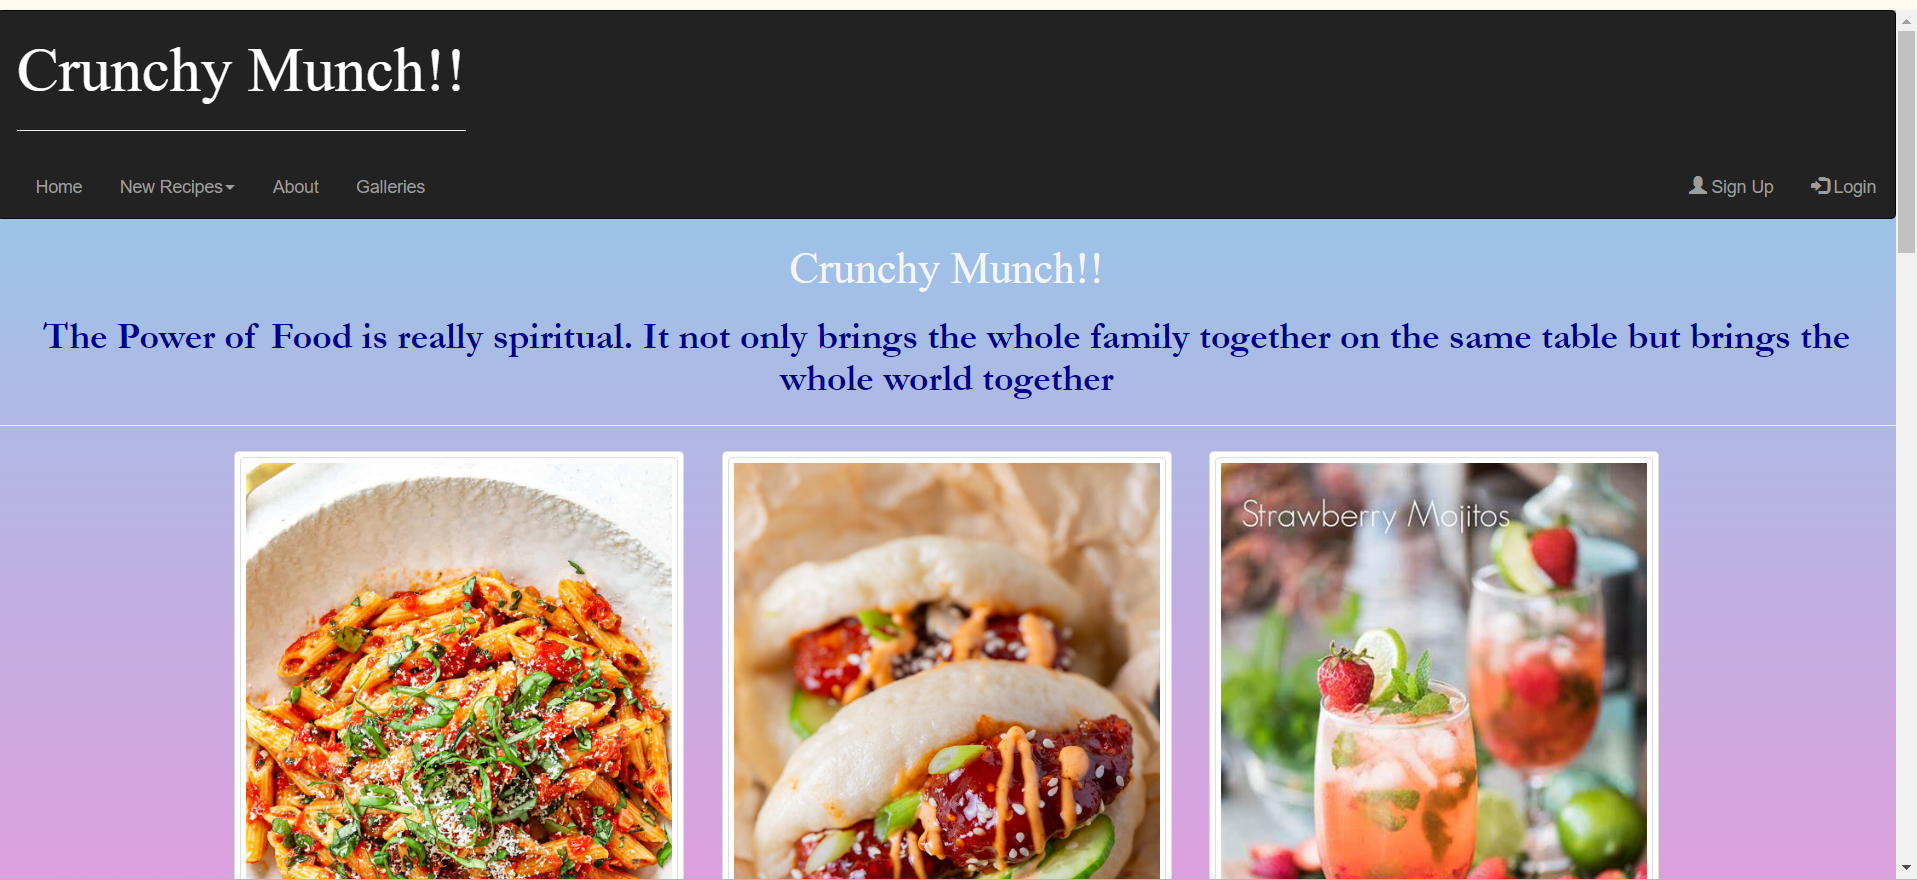 Crunchy Munch!!
Home New Recipes About Galleries Sign Up Login
Crunchy Munch!!
The Power of Food is really spiritual. It not only brings the whole family together on the same table but brings the
whole world together
Strawberry Mojitos